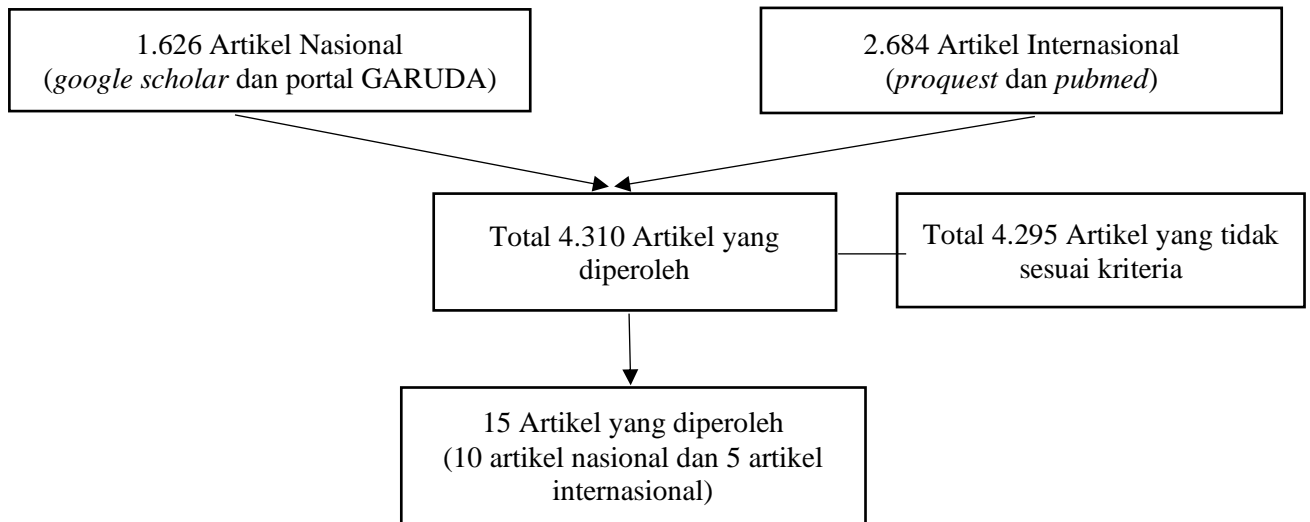 1.626 Artikel Nasional
(google scholar dan portal GARUDA)
2.684 Artikel Internasional
(proquest dan pubmed)
Total 4.310 Artikel yang
diperoleh
Total 4.295 Artikel yang tidak
sesuai kriteria
15 Artikel yang diperoleh
(10 artikel nasional dan 5 artikel
internasional)